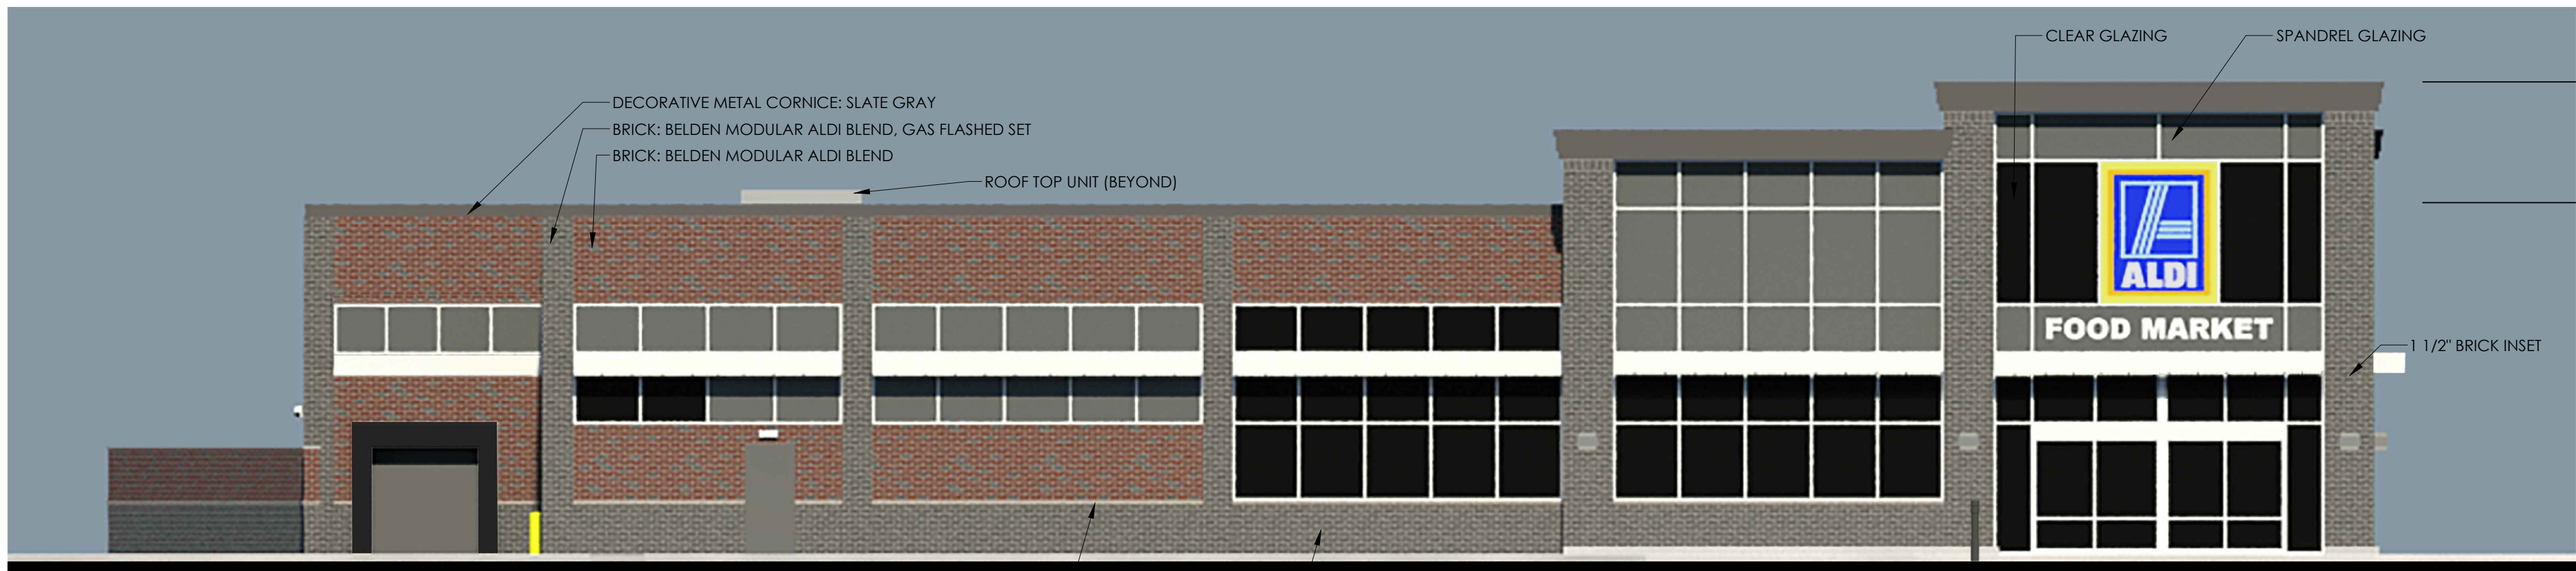 CLEAR GLAZING
SPANDREL GLAZING
DECORATIVE METAL CORNICE: SLATE GRAY
BRICK: BELDEN MODULAR ALDI BLEND, GAS FLASHED SET
BRICK: BELDEN MODULAR ALDI BLEND
ROOF TOP UNIT (BEYOND)
ALDI
FOOD MARKET
1 1/2" BRICK INSET